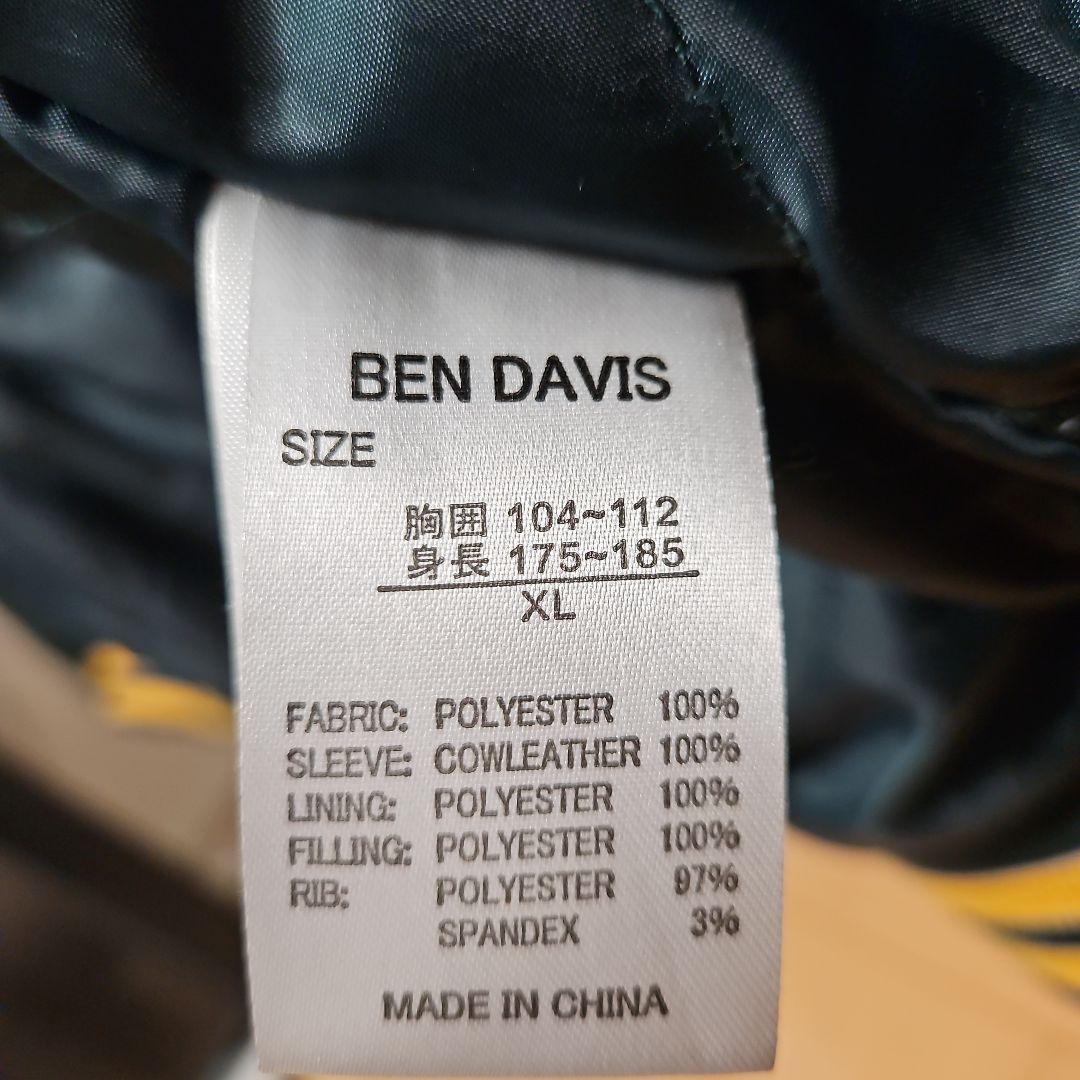 BEN DAVIS
SIZE
胸囲 104~112
身長 175~185
XL
FABRIC: POLYESTER 100%
SLEEVE: COWLEATHER 100%
LINING: POLYESTER 100%
FILLING: POLYESTER 100%
RIB: POLYESTER 97%
SPANDEX 3%
MADE IN CHINA